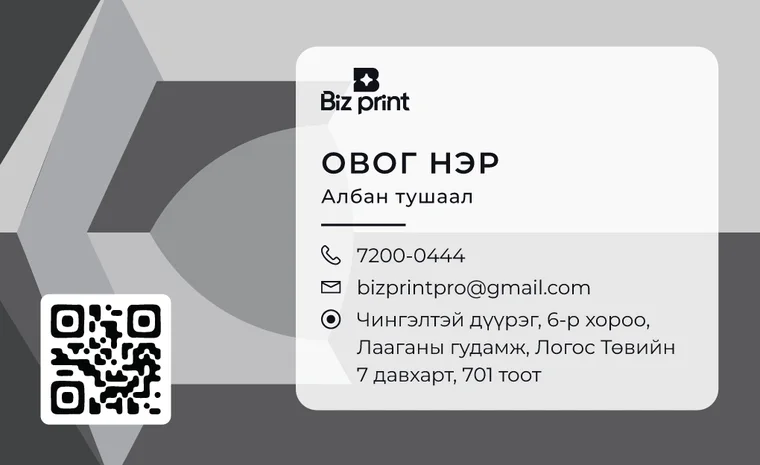 Biz print
ОВОГ НЭР
Албан тушаал
7200-0444
bizprintpro@gmail.com
Чингэлтэй дүүрэг, 6-р хороо,
Лааганы гудамж, Логос Төвийн
7 давхарт, 701 тоот